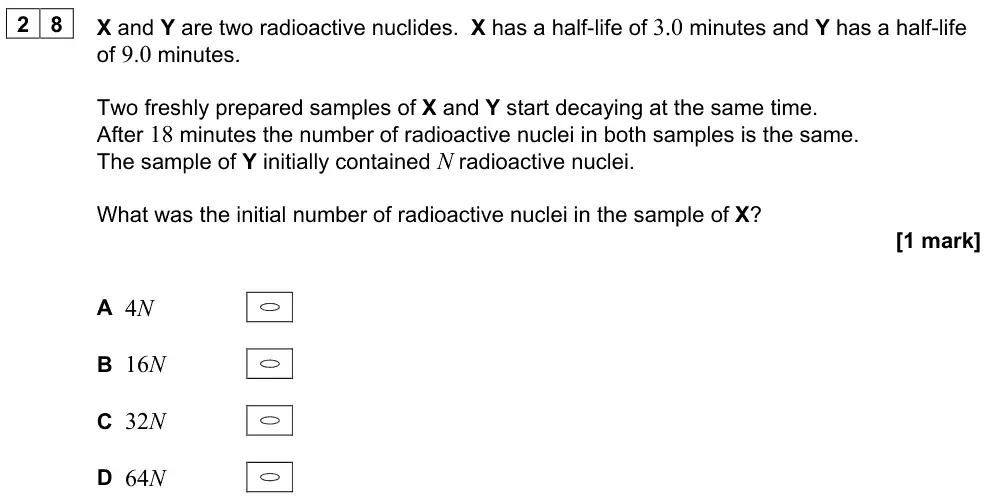 2 8 X and Y are two radioactive nuclides. X has a half-life of 3.0 minutes and Y has a half-life
of 9.0 minutes.
Two freshly prepared samples of X and Y start decaying at the same time.
After 18 minutes the number of radioactive nuclei in both samples is the same.
The sample of Y initially contained N radioactive nuclei.
What was the initial number of radioactive nuclei in the sample of X?
[1 mark]
A 4N
B 16N
C 32N
D 64N